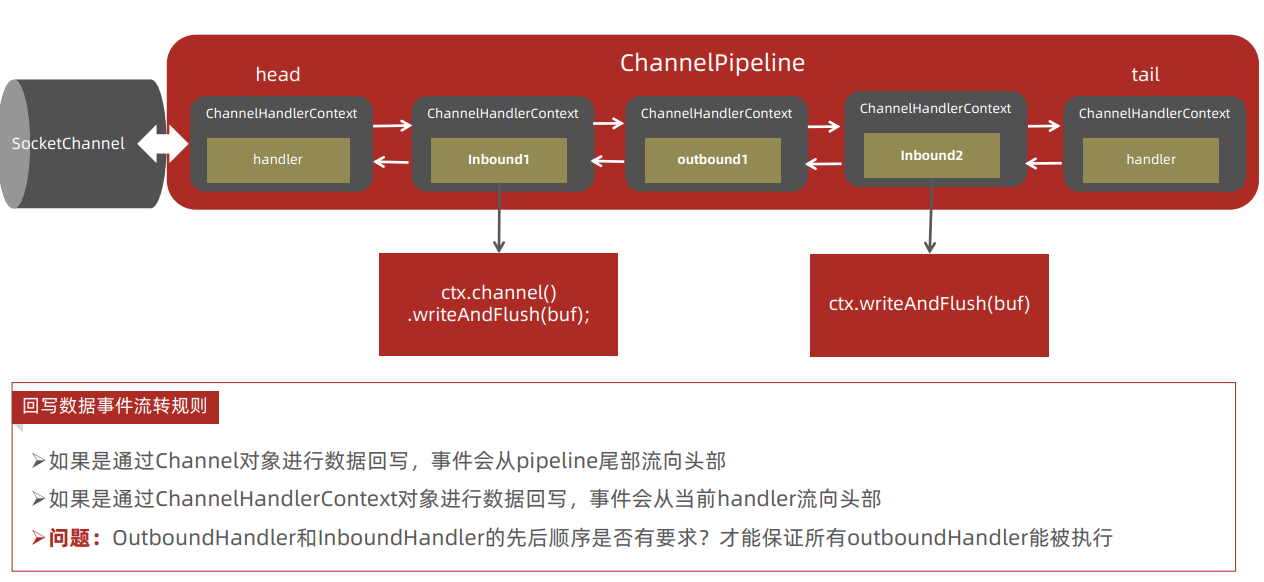 ChannelPipeline
head
tail
SocketChannel
ChannelHandlerContext
handler
ChannelHandlerContext
Inbound1
ChannelHandlerContext
outbound1
ChannelHandlerContext
Inbound2
ChannelHandlerContext
handler
ctx.channel()
.writeAndFlush(buf);
ctx.writeAndFlush(buf)
回写数据事件流转规则
➢如果是通过Channel对象进行数据回写，事件会从pipeline尾部流向头部
➢如果是通过ChannelHandlerContext对象进行数据回写，事件会从当前handler流向头部
➢问题：OutboundHandler和InboundHandler的先后顺序是否有要求？才能保证所有outboundHandler能被执行